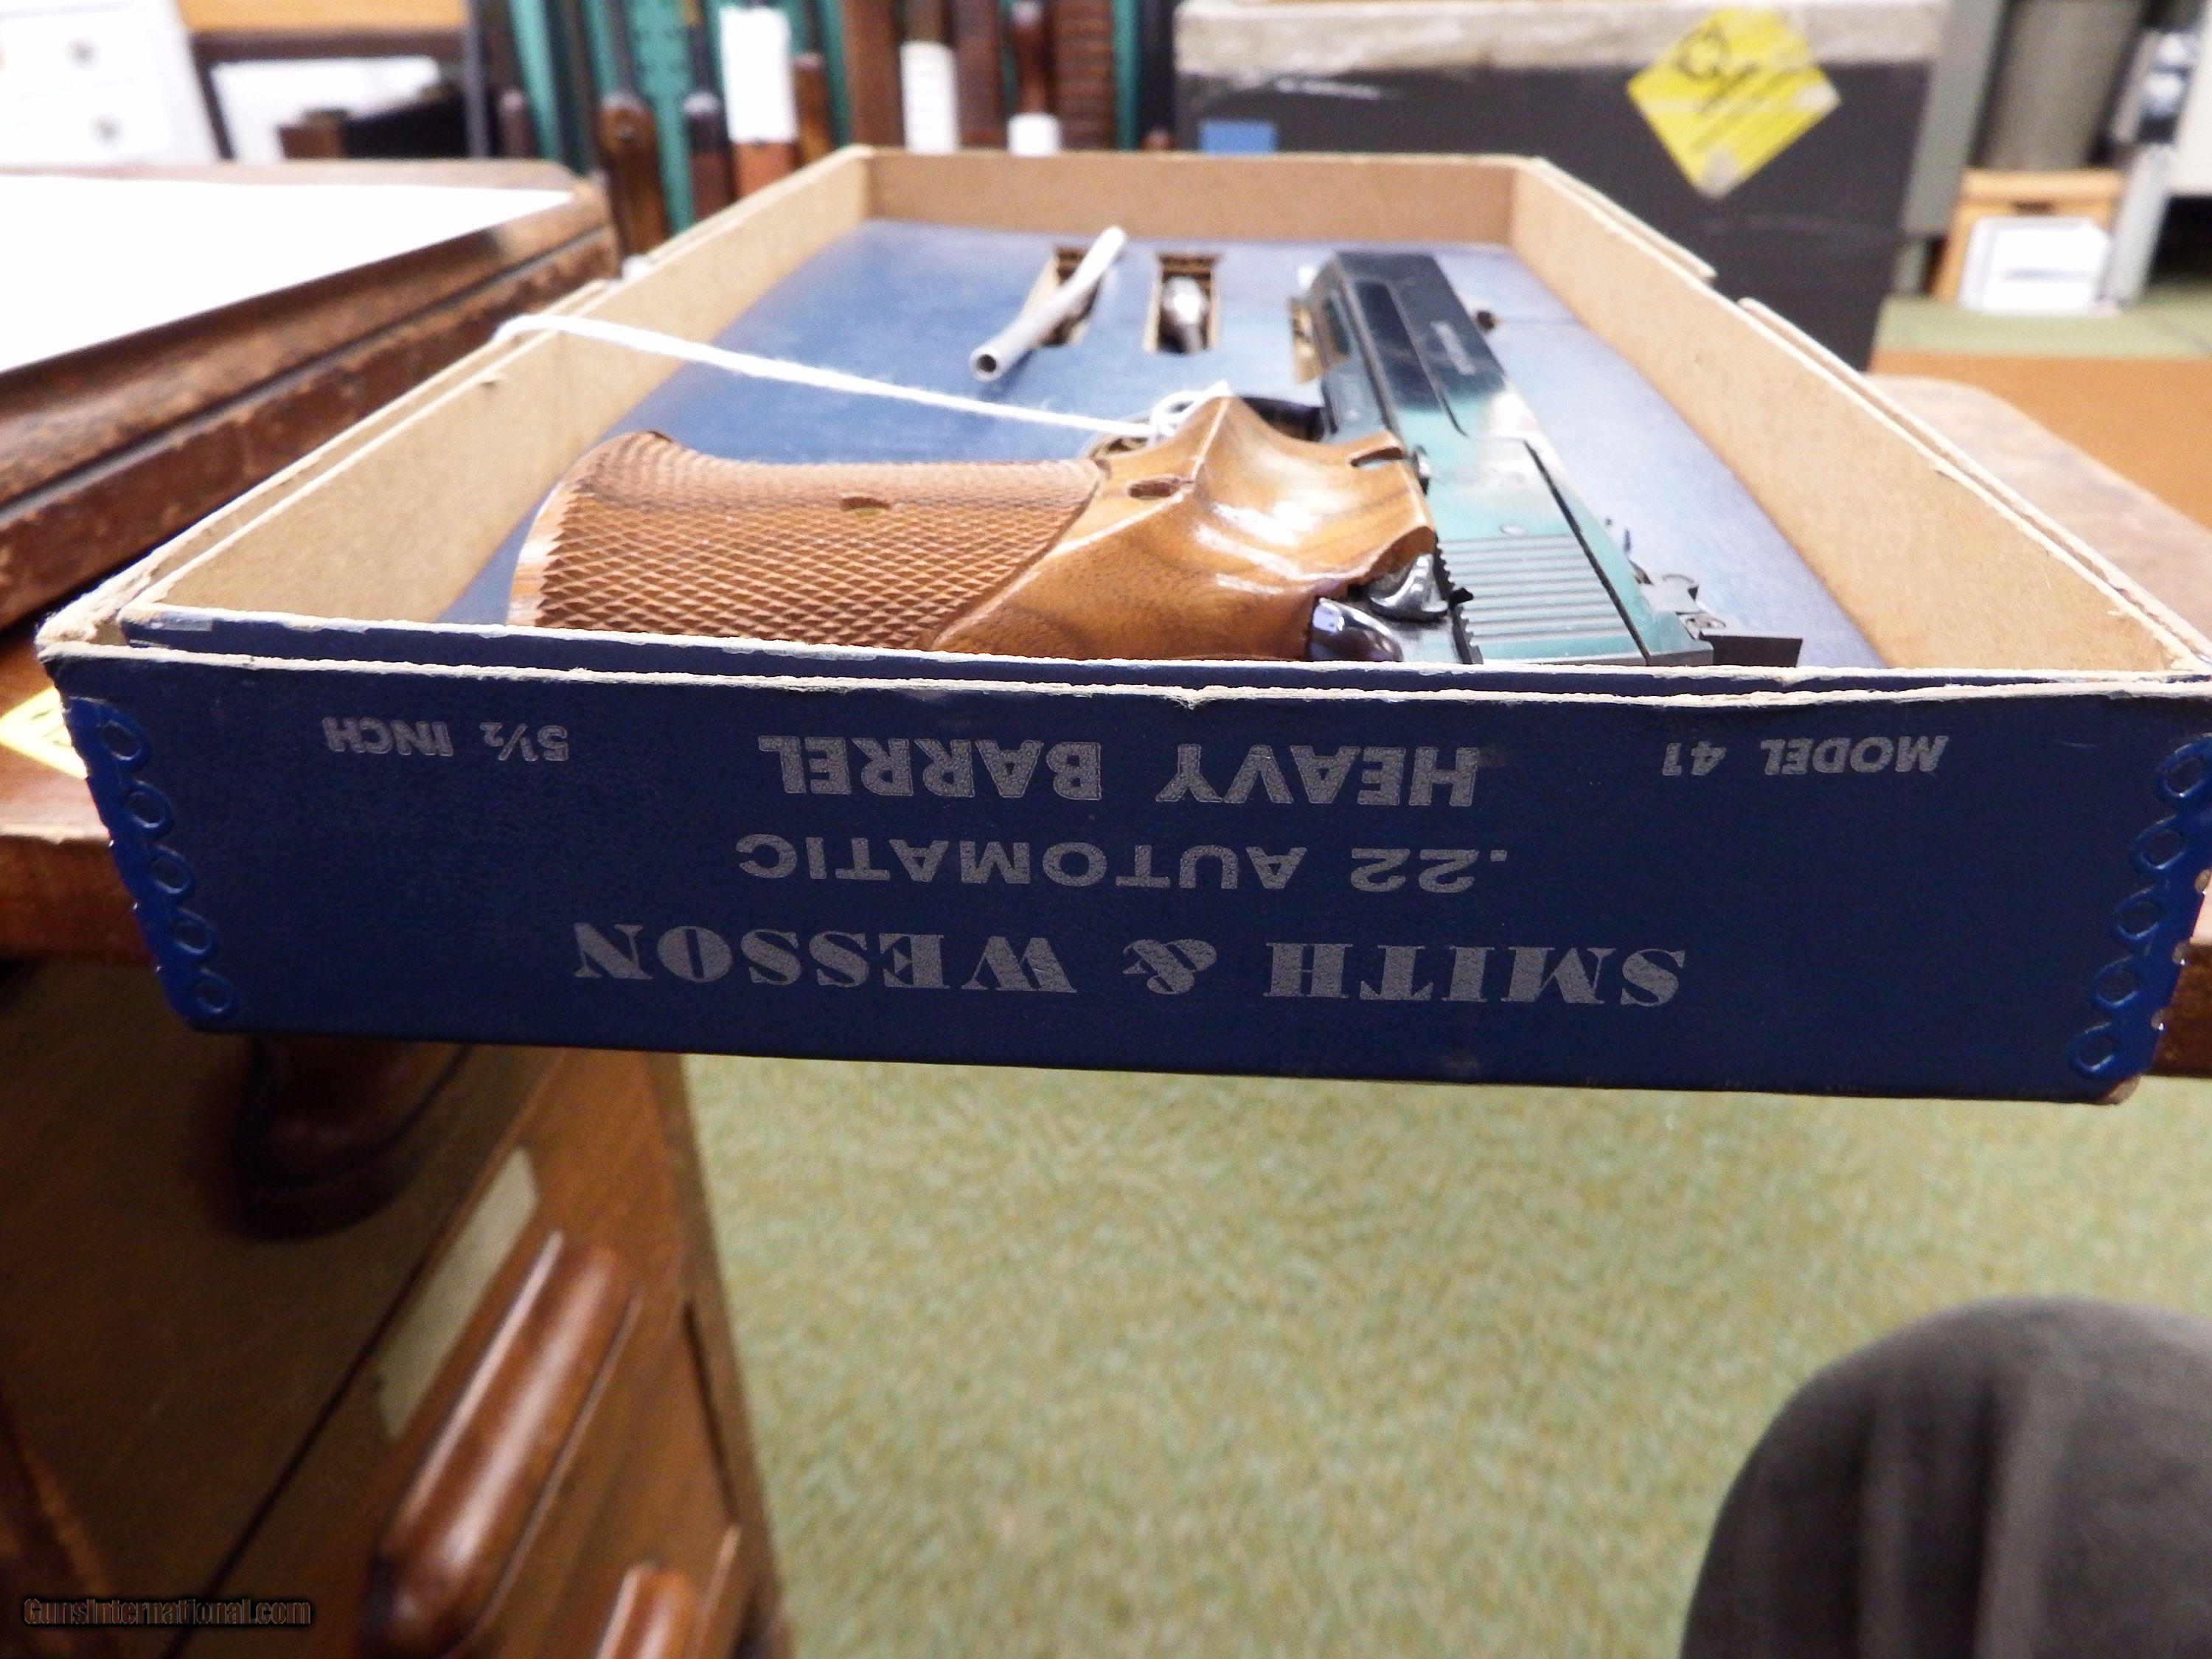 SMITH & WESSON
.22 AUTOMATIC
HEAVY BARREL
MODEL 41
5½ INCH
GunsInternational.com